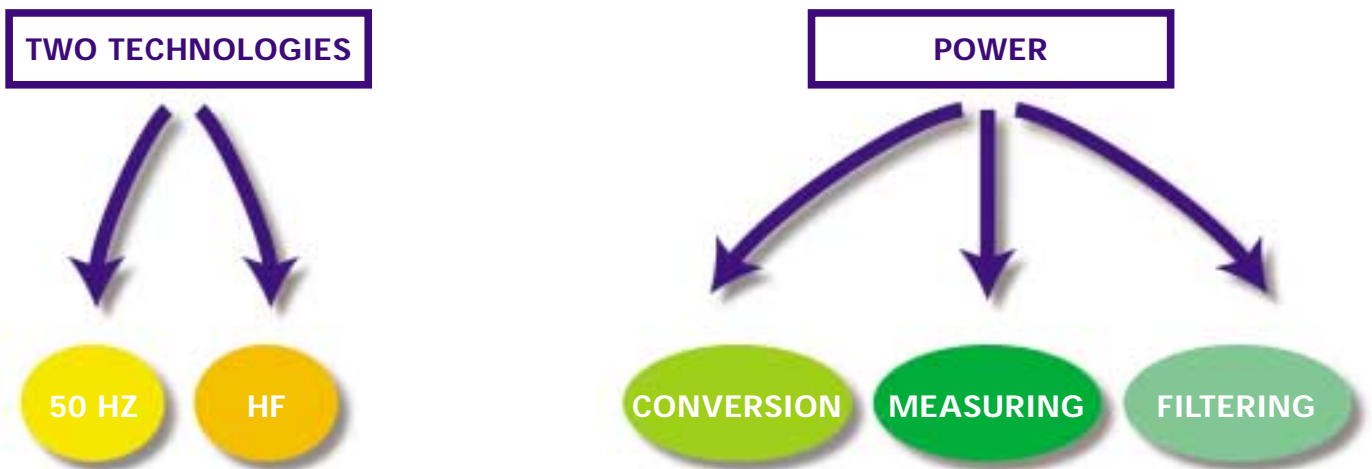 TWO TECHNOLOGIES
POWER
50 HZ
HF
CONVERSION
MEASURING
FILTERING